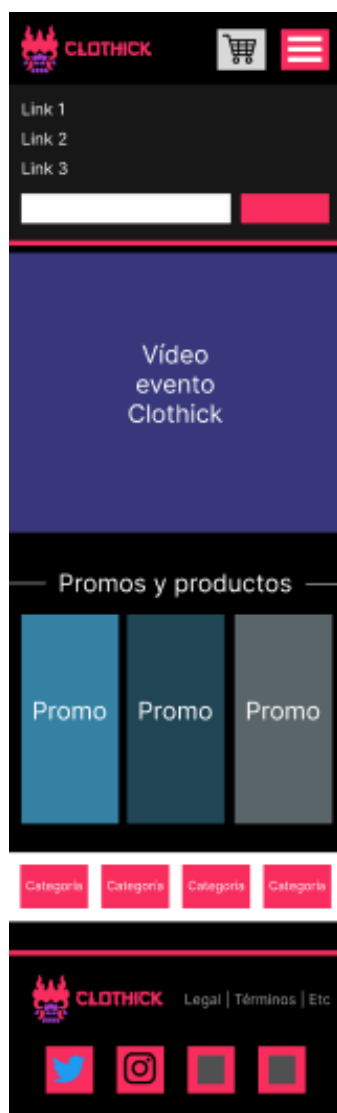 CLOTHICK
Link 1
Link 2
Link 3
Vídeo
evento
Clothick
Promos y productos
Promo Promo Promo
Categoría Categoría Categoría Categoría
CLOTHICK Legal | Términos | Etc